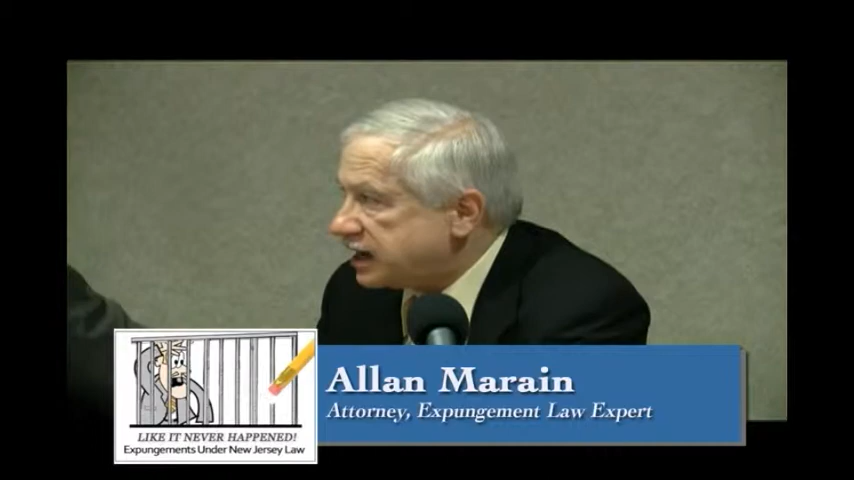 Allan Marain
Attorney, Expungement Law Expert
LIKE IT NEVER HAPPENED!
Expungements Under New Jersey Law